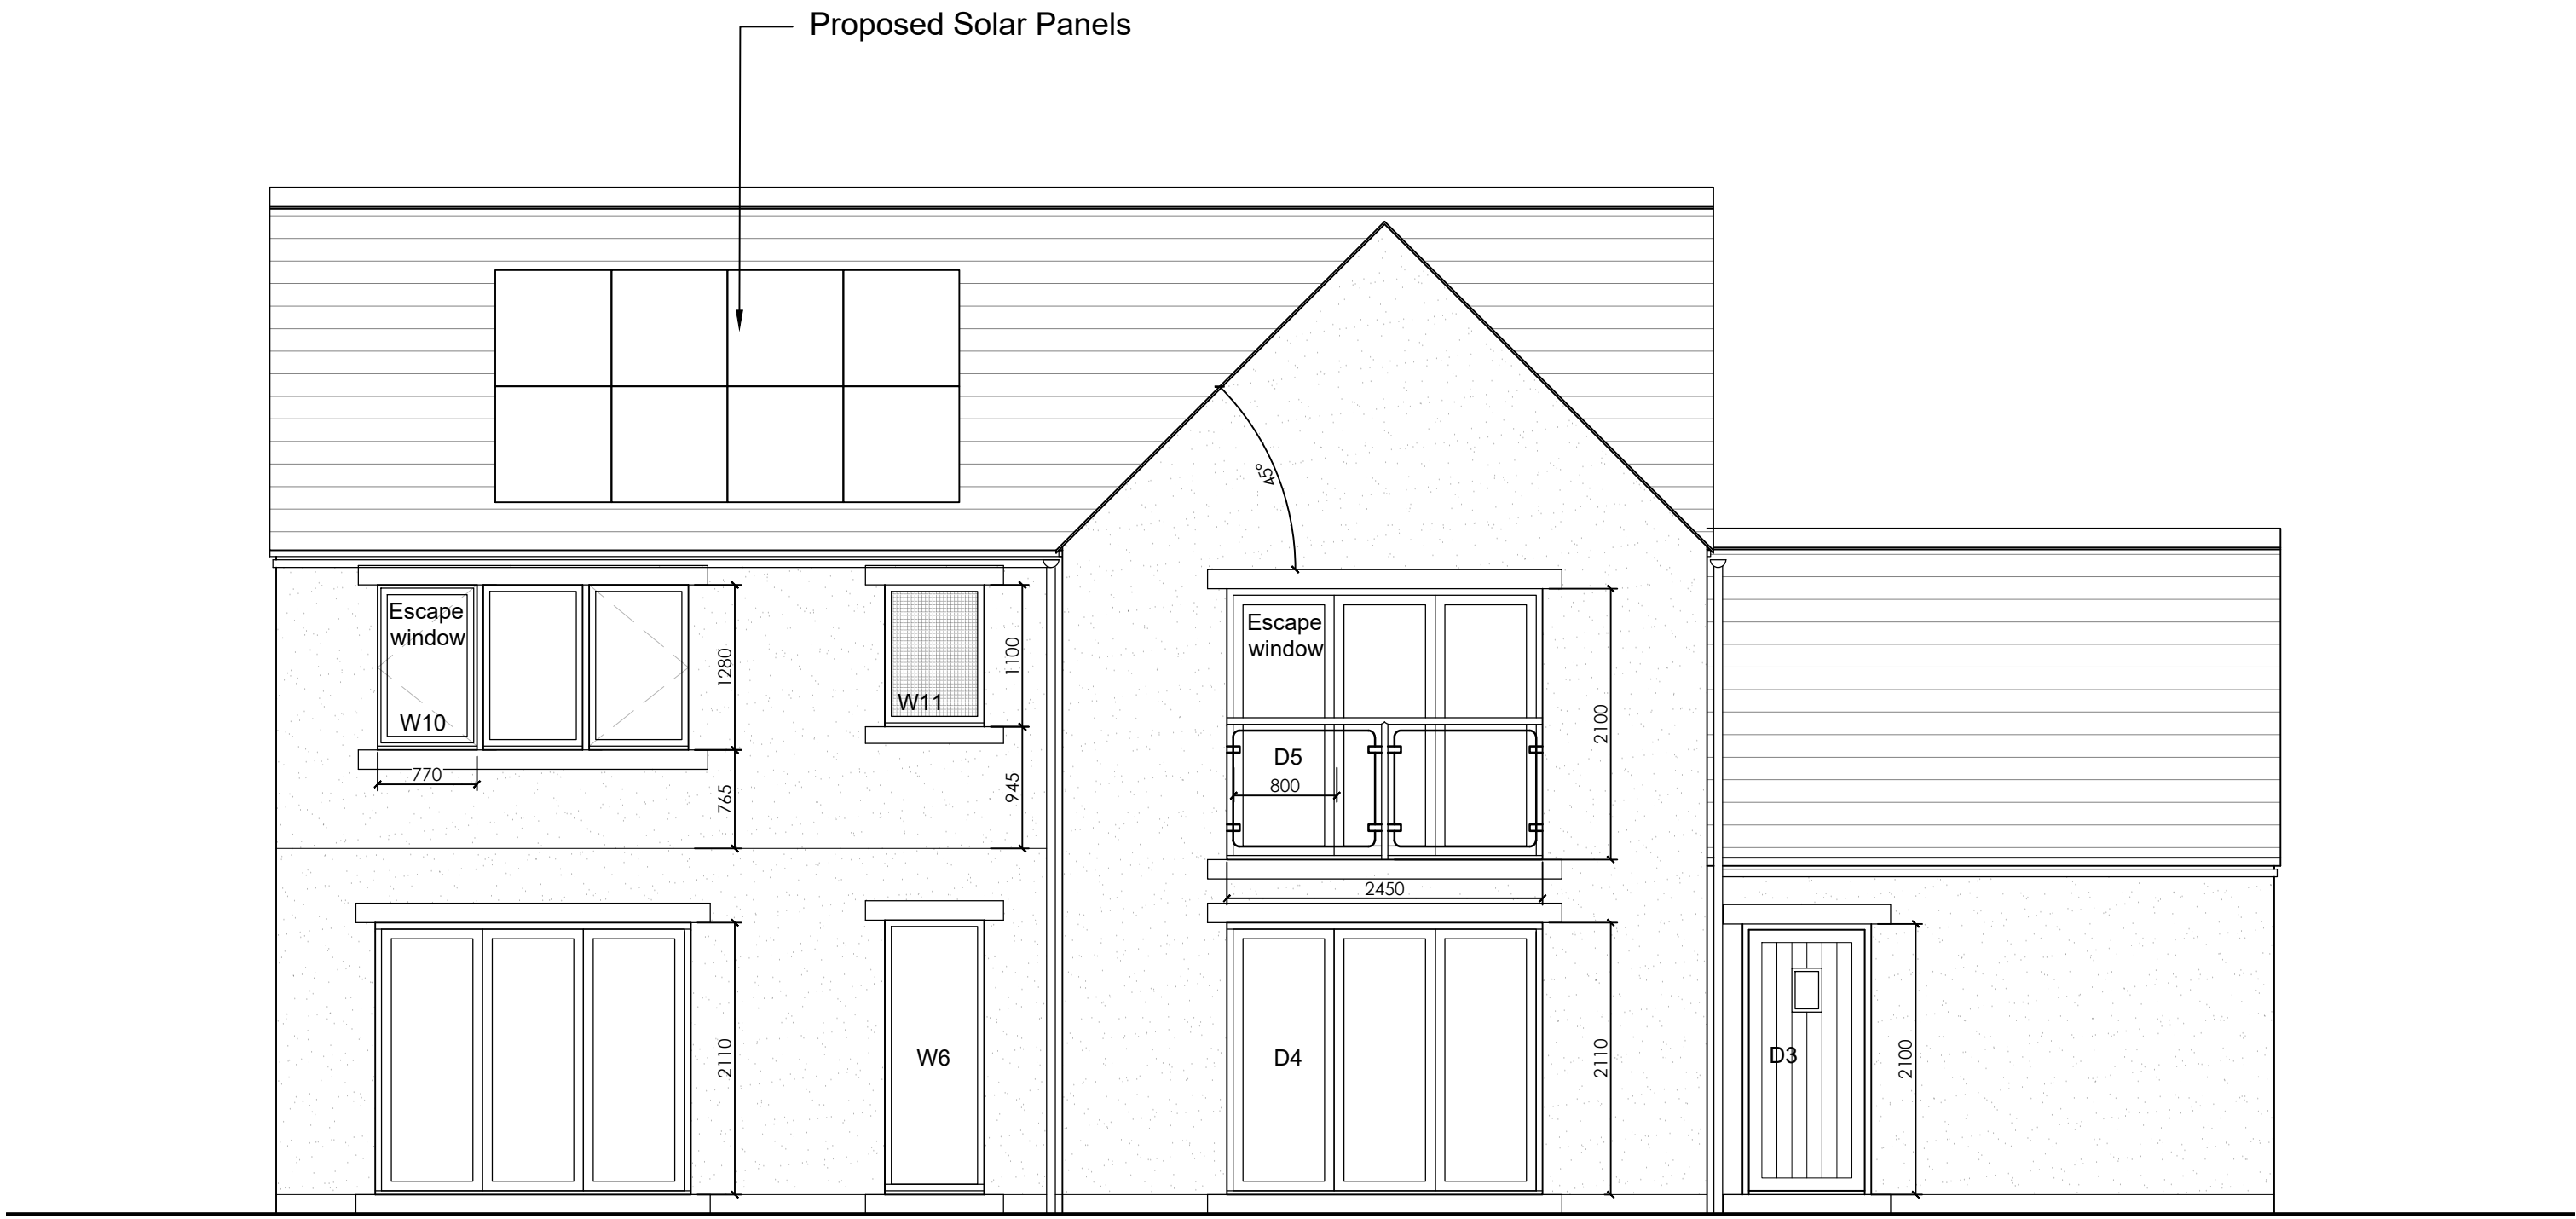 Proposed Solar Panels
45°
Escape
window
W10
1280
770
765
W11
1100
945
Escape
window
D5
800
2100
2450
2110
W6
D4
2110
D3
2100